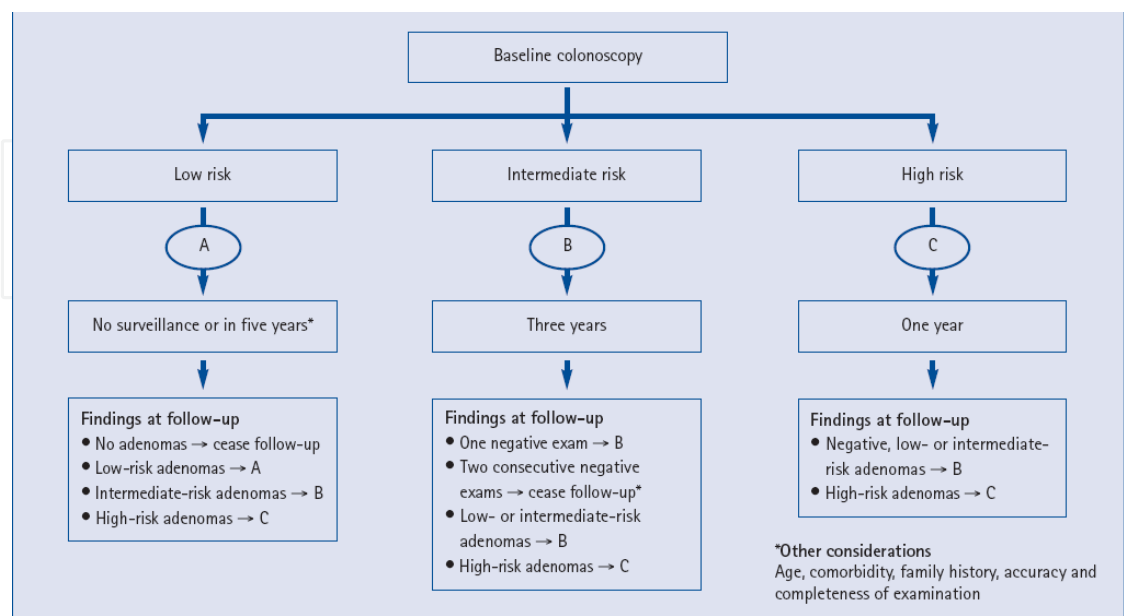 Baseline colonoscopy
Low risk
Intermediate risk
High risk
A
B
C
No surveillance or in five years*
Three years
One year
Findings at follow-up
• No adenomas → cease follow-up
• Low-risk adenomas → A
• Intermediate-risk adenomas → B
• High-risk adenomas → C
Findings at follow-up
• One negative exam → B
• Two consecutive negative
exams → cease follow-up*
• Low- or intermediate-risk
adenomas → B
• High-risk adenomas → C
Findings at follow-up
• Negative, low- or intermediate-
risk adenomas → B
• High-risk adenomas → C
*Other considerations
Age, comorbidity, family history, accuracy and
completeness of examination